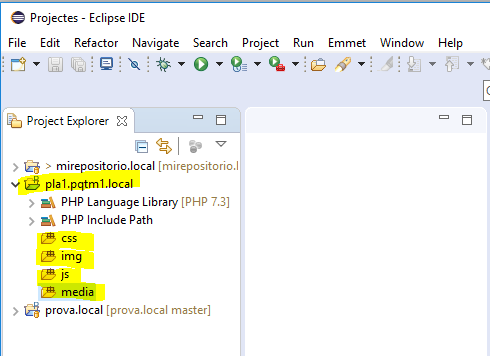 Projectes - Eclipse IDE
File Edit Refactor Navigate Search Project Run Emmet Window Help
Project Explorer
> mirepositorio.local [mirepositorio.l
pla1.pqtm1.local
PHP Language Library [PHP 7.3]
PHP Include Path
css
img
js
media
prova.local [prova.local master]